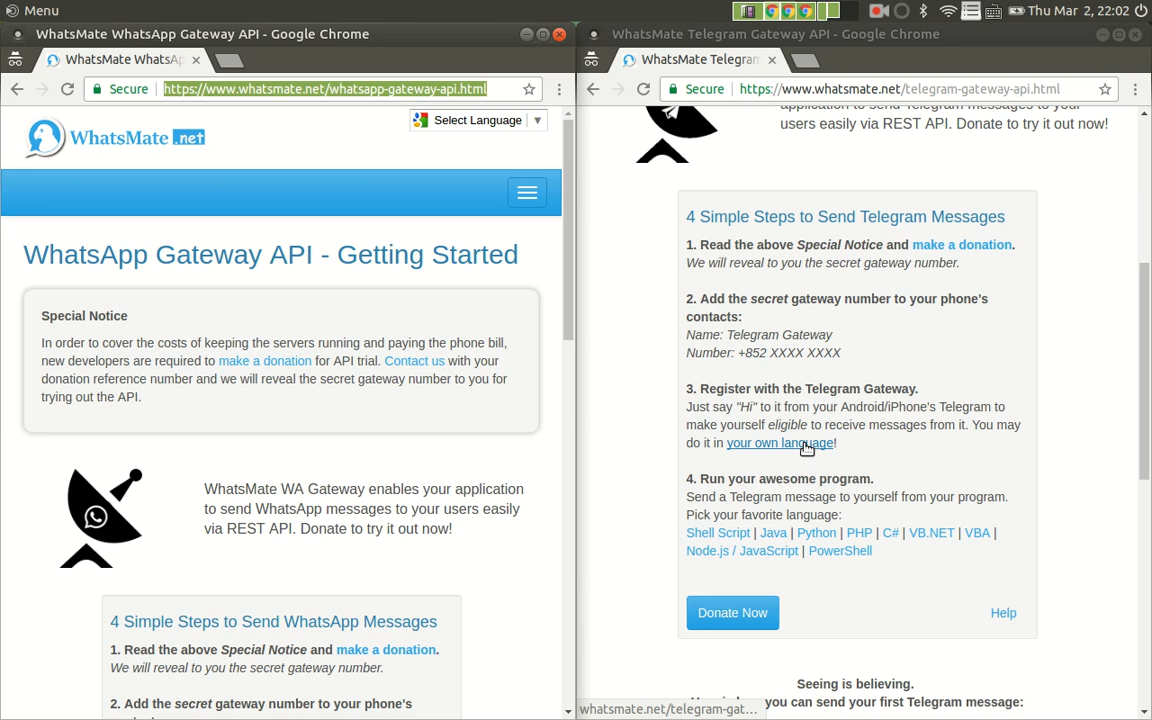 Menu
Thu Mar 2, 22:02
WhatsMate WhatsApp Gateway API - Google Chrome
WhatsMate WhatsAp
Secure
https://www.whatsmate.net/whatsapp-gateway-api.html
Select Language
WhatsMate .net
WhatsApp Gateway API - Getting Started
Special Notice
In order to cover the costs of keeping the servers running and paying the phone bill,
new developers are required to make a donation for API trial. Contact us with your
donation reference number and we will reveal the secret gateway number to you for
trying out the API.
WhatsMate WA Gateway enables your application
to send WhatsApp messages to your users easily
via REST API. Donate to try it out now!
4 Simple Steps to Send WhatsApp Messages
1. Read the above Special Notice and make a donation.
We will reveal to you the secret gateway number.
2. Add the secret gateway number to your phone's
WhatsMate Telegram Gateway API - Google Chrome
WhatsMate Telegram
Secure
https://www.whatsmate.net/telegram-gateway-api.html
application to send Telegram messages to your
users easily via REST API. Donate to try it out now!
4 Simple Steps to Send Telegram Messages
1. Read the above Special Notice and make a donation.
We will reveal to you the secret gateway number.
2. Add the secret gateway number to your phone's
contacts:
Name: Telegram Gateway
Number: +852 XXXX XXXX
3. Register with the Telegram Gateway.
Just say "Hi" to it from your Android/iPhone's Telegram to
make yourself eligible to receive messages from it. You may
do it in your own language!
4. Run your awesome program.
Send a Telegram message to yourself from your program.
Pick your favorite language:
Shell Script | Java | Python | PHP | C# | VB.NET | VBA |
Node.js / JavaScript | PowerShell
Donate Now
Help
Seeing is believing.
you can send your first Telegram message:
whatsmate.net/telegram-gat...